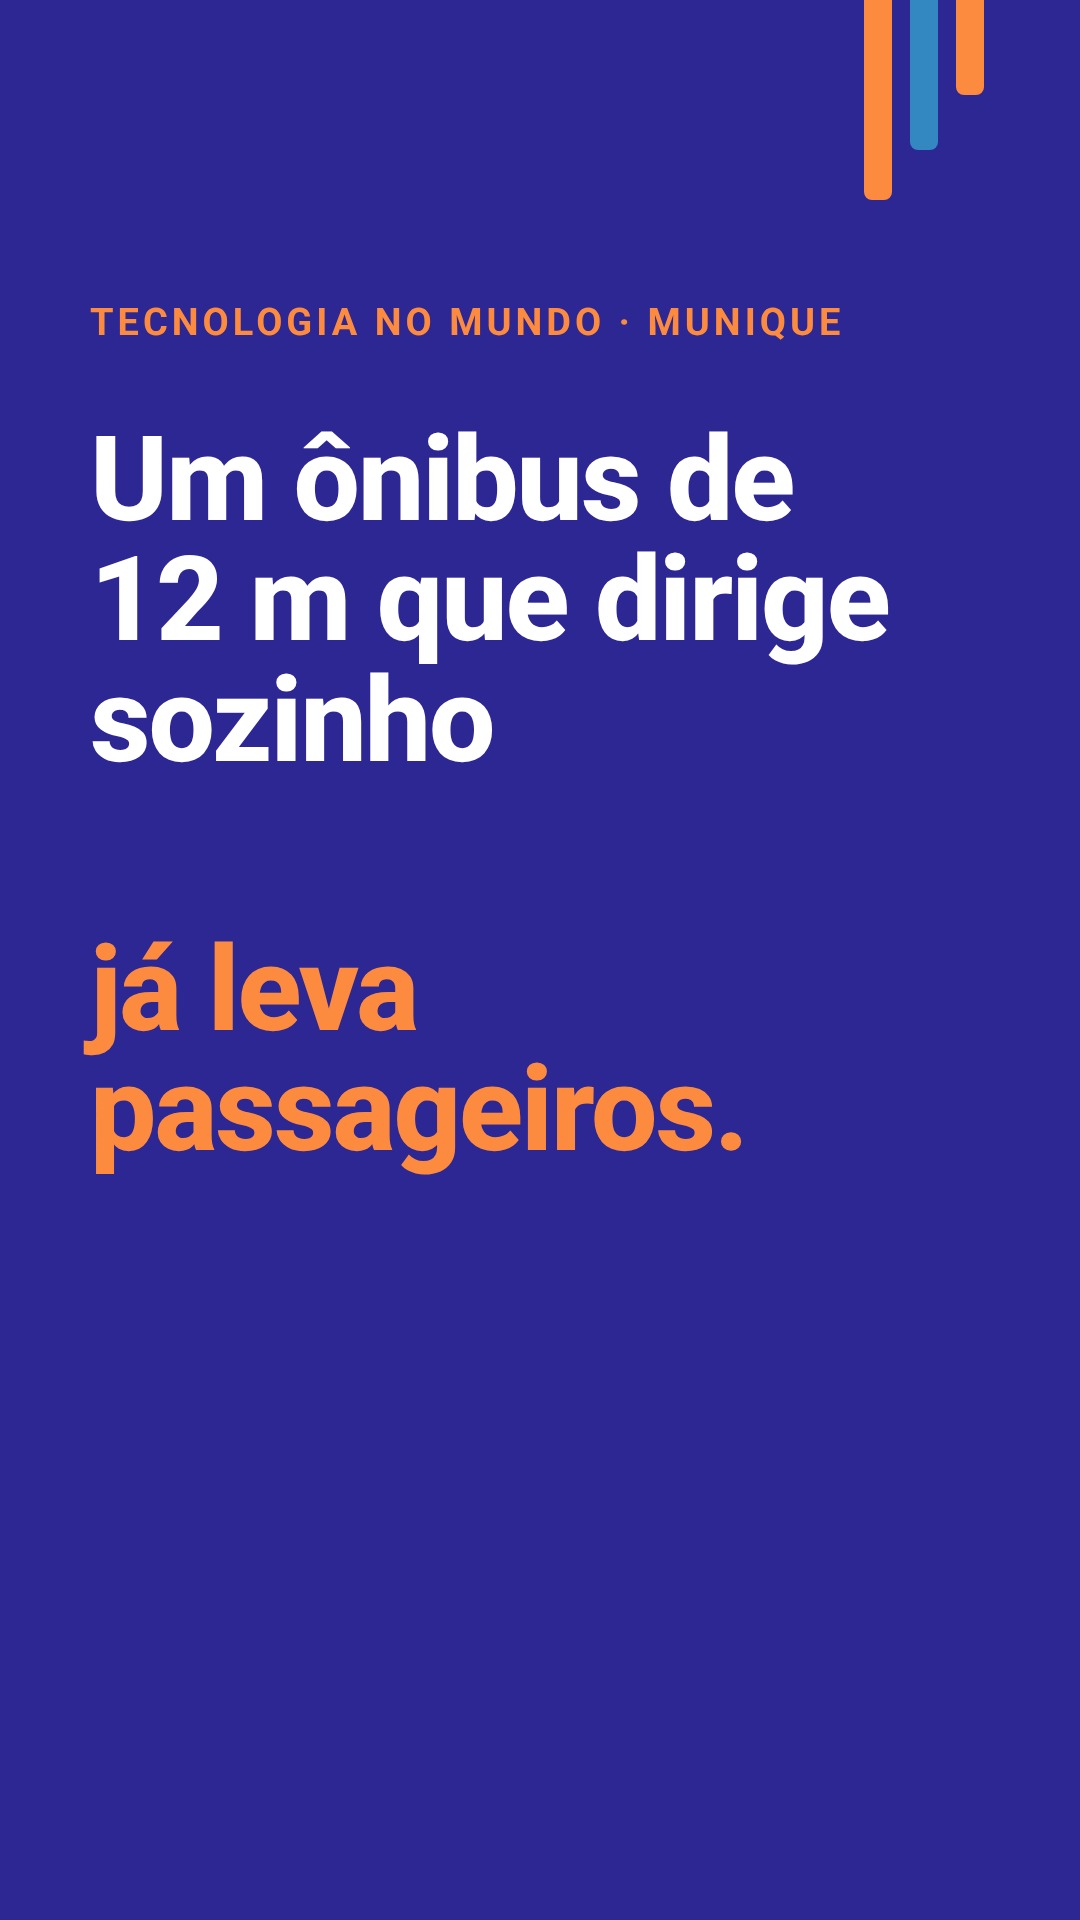 TECNOLOGIA NO MUNDO · MUNIQUE
Um ônibus de
12 m que dirige
sozinho
já leva
passageiros.